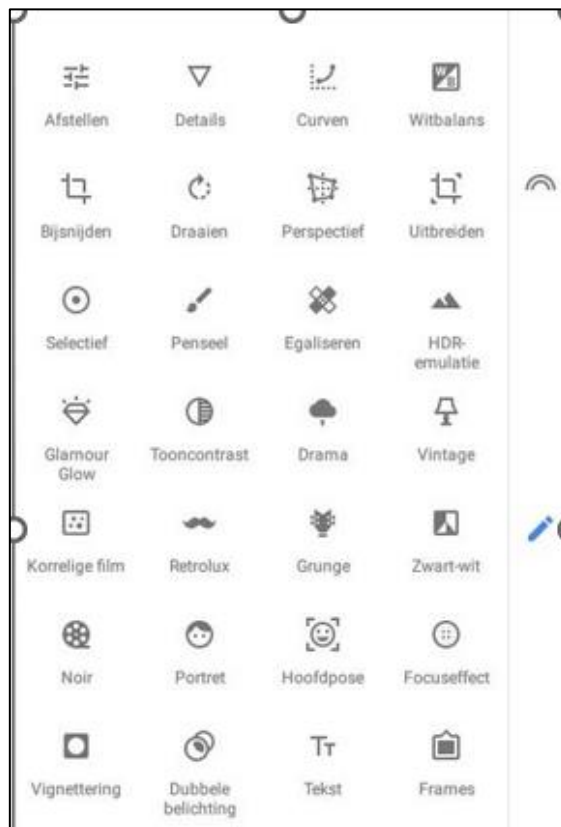 Afstellen Details Curven Witbalans
Bijsnijden Draaien Perspectief Uitbreiden
Selectief Penseel Egaliseren HDR-
emulatie
Glamour Tooncontrast Drama Vintage
Glow
Korrelige film Retrolux Grunge Zwart-wit
Noir Portret Hoofdpose Focuseffect
Vignettering Dubbele Tekst Frames
belichting